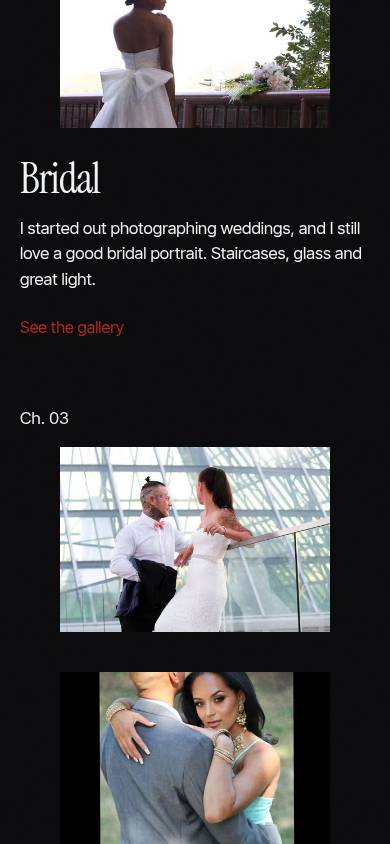 Bridal
I started out photographing weddings, and I still
love a good bridal portrait. Staircases, glass and
great light.
See the gallery
Ch. 03